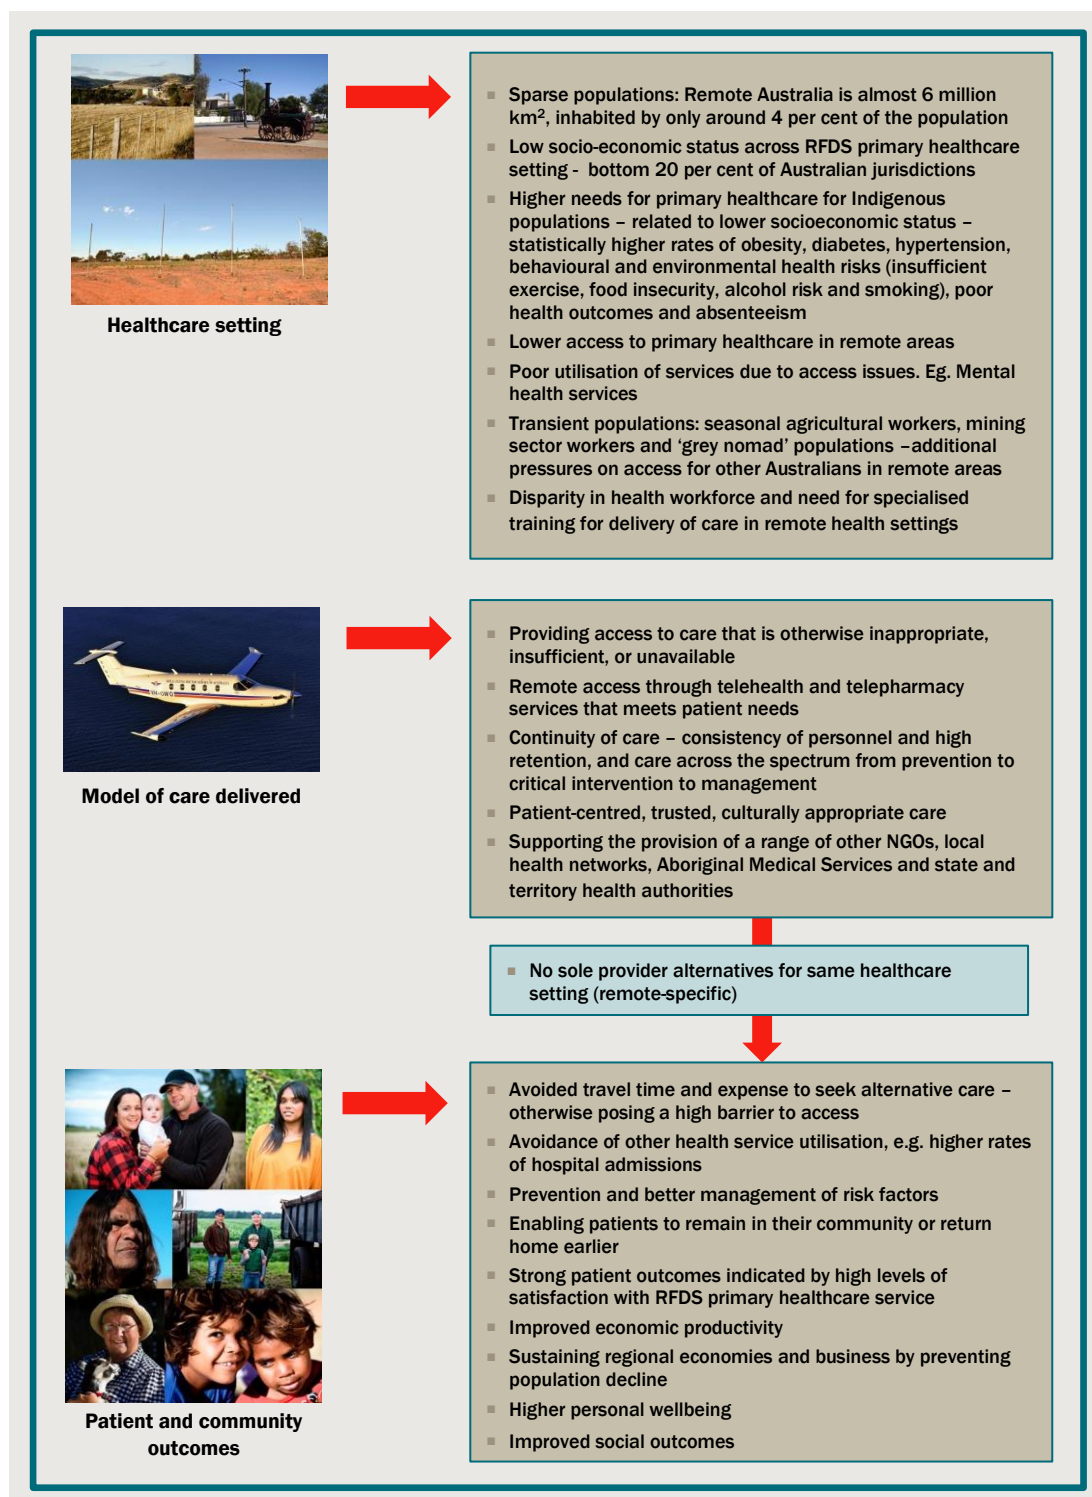 Healthcare setting
▪ Sparse populations: Remote Australia is almost 6 million
km², inhabited by only around 4 per cent of the population
▪ Low socio-economic status across RFDS primary healthcare
setting - bottom 20 per cent of Australian jurisdictions
▪ Higher needs for primary healthcare for Indigenous
populations – related to lower socioeconomic status –
statistically higher rates of obesity, diabetes, hypertension,
behavioural and environmental health risks (insufficient
exercise, food insecurity, alcohol risk and smoking), poor
health outcomes and absenteeism
▪ Lower access to primary healthcare in remote areas
▪ Poor utilisation of services due to access issues. Eg. Mental
health services
▪ Transient populations: seasonal agricultural workers, mining
sector workers and ‘grey nomad’ populations –additional
pressures on access for other Australians in remote areas
▪ Disparity in health workforce and need for specialised
training for delivery of care in remote health settings
Model of care delivered
▪ Providing access to care that is otherwise inappropriate,
insufficient, or unavailable
▪ Remote access through telehealth and telepharmacy
services that meets patient needs
▪ Continuity of care – consistency of personnel and high
retention, and care across the spectrum from prevention to
critical intervention to management
▪ Patient-centred, trusted, culturally appropriate care
▪ Supporting the provision of a range of other NGOs, local
health networks, Aboriginal Medical Services and state and
territory health authorities
▪ No sole provider alternatives for same healthcare
setting (remote-specific)
Patient and community
outcomes
▪ Avoided travel time and expense to seek alternative care –
otherwise posing a high barrier to access
▪ Avoidance of other health service utilisation, e.g. higher rates
of hospital admissions
▪ Prevention and better management of risk factors
▪ Enabling patients to remain in their community or return
home earlier
▪ Strong patient outcomes indicated by high levels of
satisfaction with RFDS primary healthcare service
▪ Improved economic productivity
▪ Sustaining regional economies and business by preventing
population decline
▪ Higher personal wellbeing
▪ Improved social outcomes